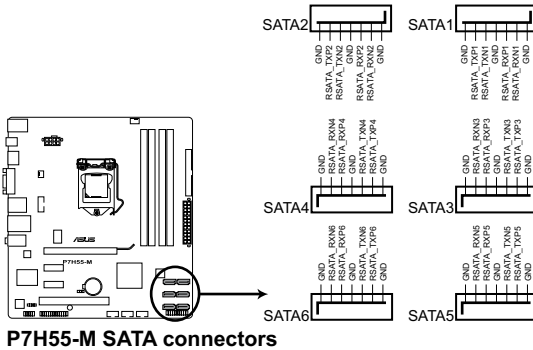 SATA2
SATA1
GND
RSATA_TXP2
RSATA_TXN2
GND
RSATA_RXP2
RSATA_RXN2
GND
GND
RSATA_TXP1
RSATA_TXN1
GND
RSATA_RXP1
RSATA_RXN1
GND
GND
RSATA_RXN4
RSATA_RXP4
GND
RSATA_TXN4
RSATA_TXP4
GND
GND
RSATA_RXN3
RSATA_RXP3
GND
RSATA_TXN3
RSATA_TXP3
GND
SATA4
SATA3
GND
RSATA_RXN6
RSATA_RXP6
GND
RSATA_TXN6
RSATA_TXP6
GND
GND
RSATA_RXN5
RSATA_RXP5
GND
RSATA_TXN5
RSATA_TXP5
GND
SATA6
SATA5
ASUS
P7H55-M
P7H55-M SATA connectors